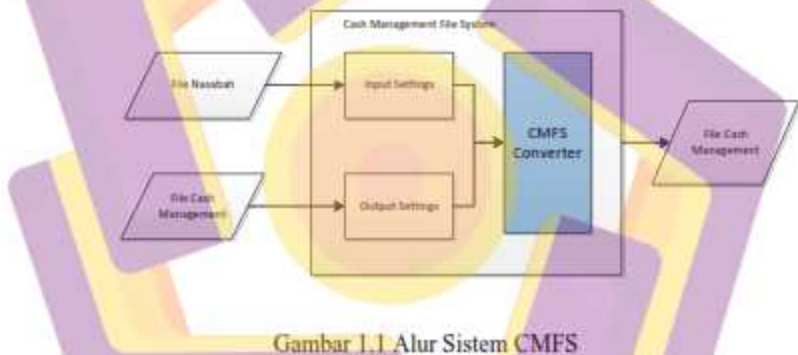 Cash Management File System
File Nasabah
Input Settings
CMFS
Converter
File Cash
Management
File Cash
Management
Output Settings
Gambar 1.1 Alur Sistem CMFS